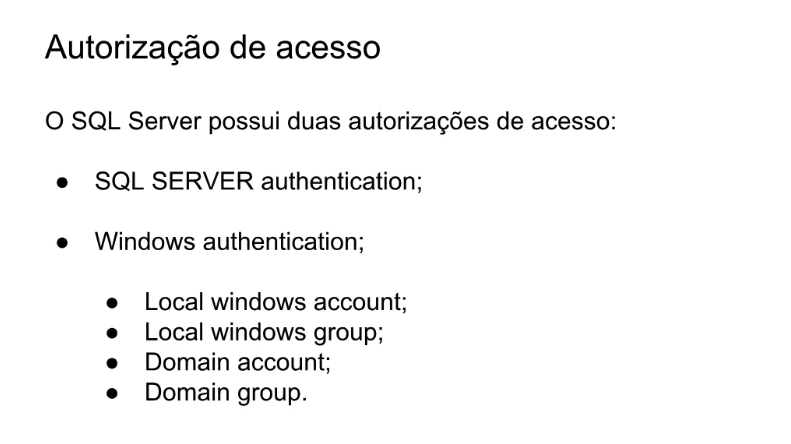 Autorização de acesso
O SQL Server possui duas autorizações de acesso:
● SQL SERVER authentication;
● Windows authentication;
● Local windows account;
● Local windows group;
● Domain account;
● Domain group.